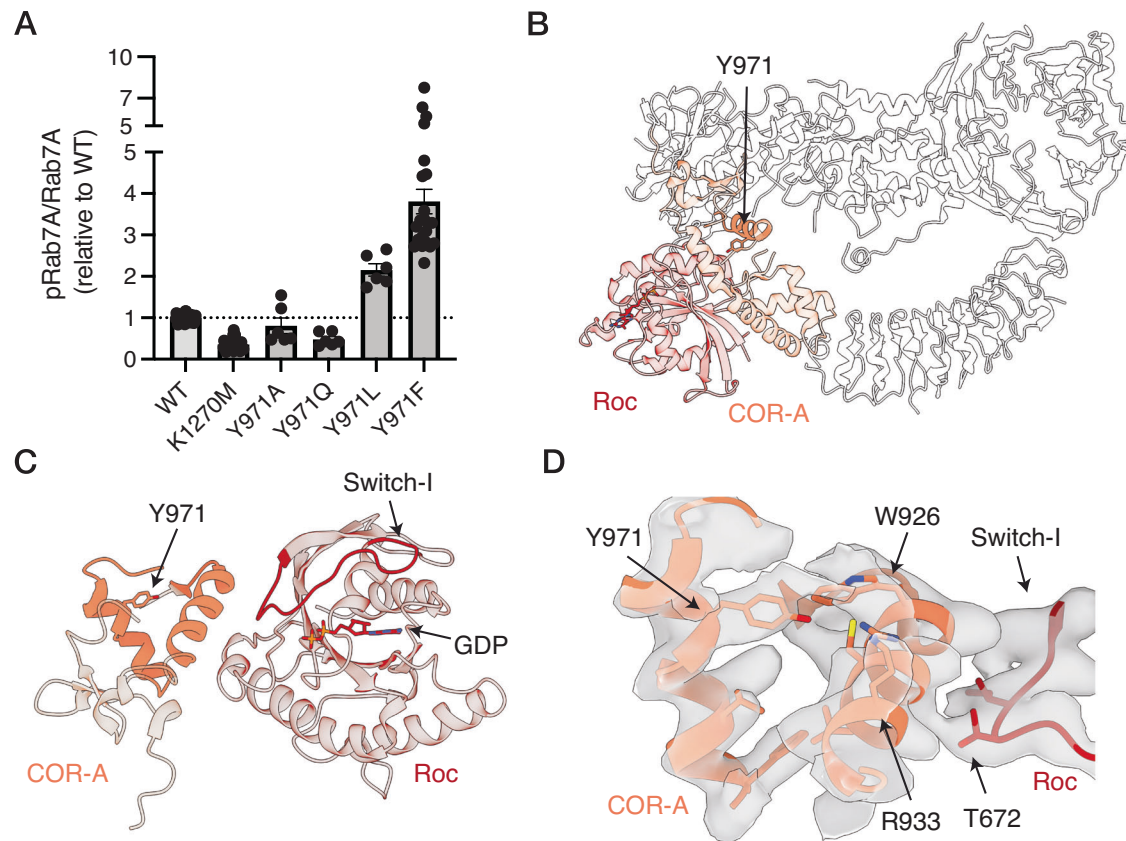 A
pRab7A/Rab7A
(relative to WT)
10
7
5
4
3
2
1
0
WT
K1270M
Y971A
Y971Q
Y971L
Y971F
B
Y971
Roc
COR-A
C
Y971
Switch-I
GDP
COR-A
Roc
D
Y971
W926
Switch-I
COR-A
R933
T672
Roc